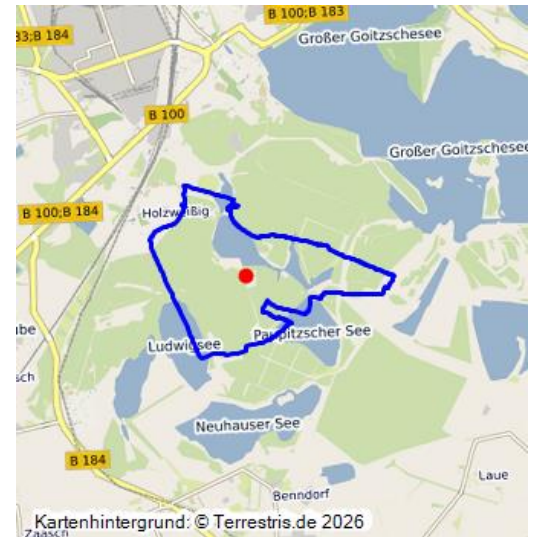 B 100;B 183
33;B 184
Großer Goitzschesee
B 100
Großer Goitzschesee
B 100;B 184
Holzweißig
Paupitzscher See
Ludwigsee
Neuhauser See
B 184
Laue
Benndorf
Kartenhintergrund: © Terrestris.de 2026
Zaasch